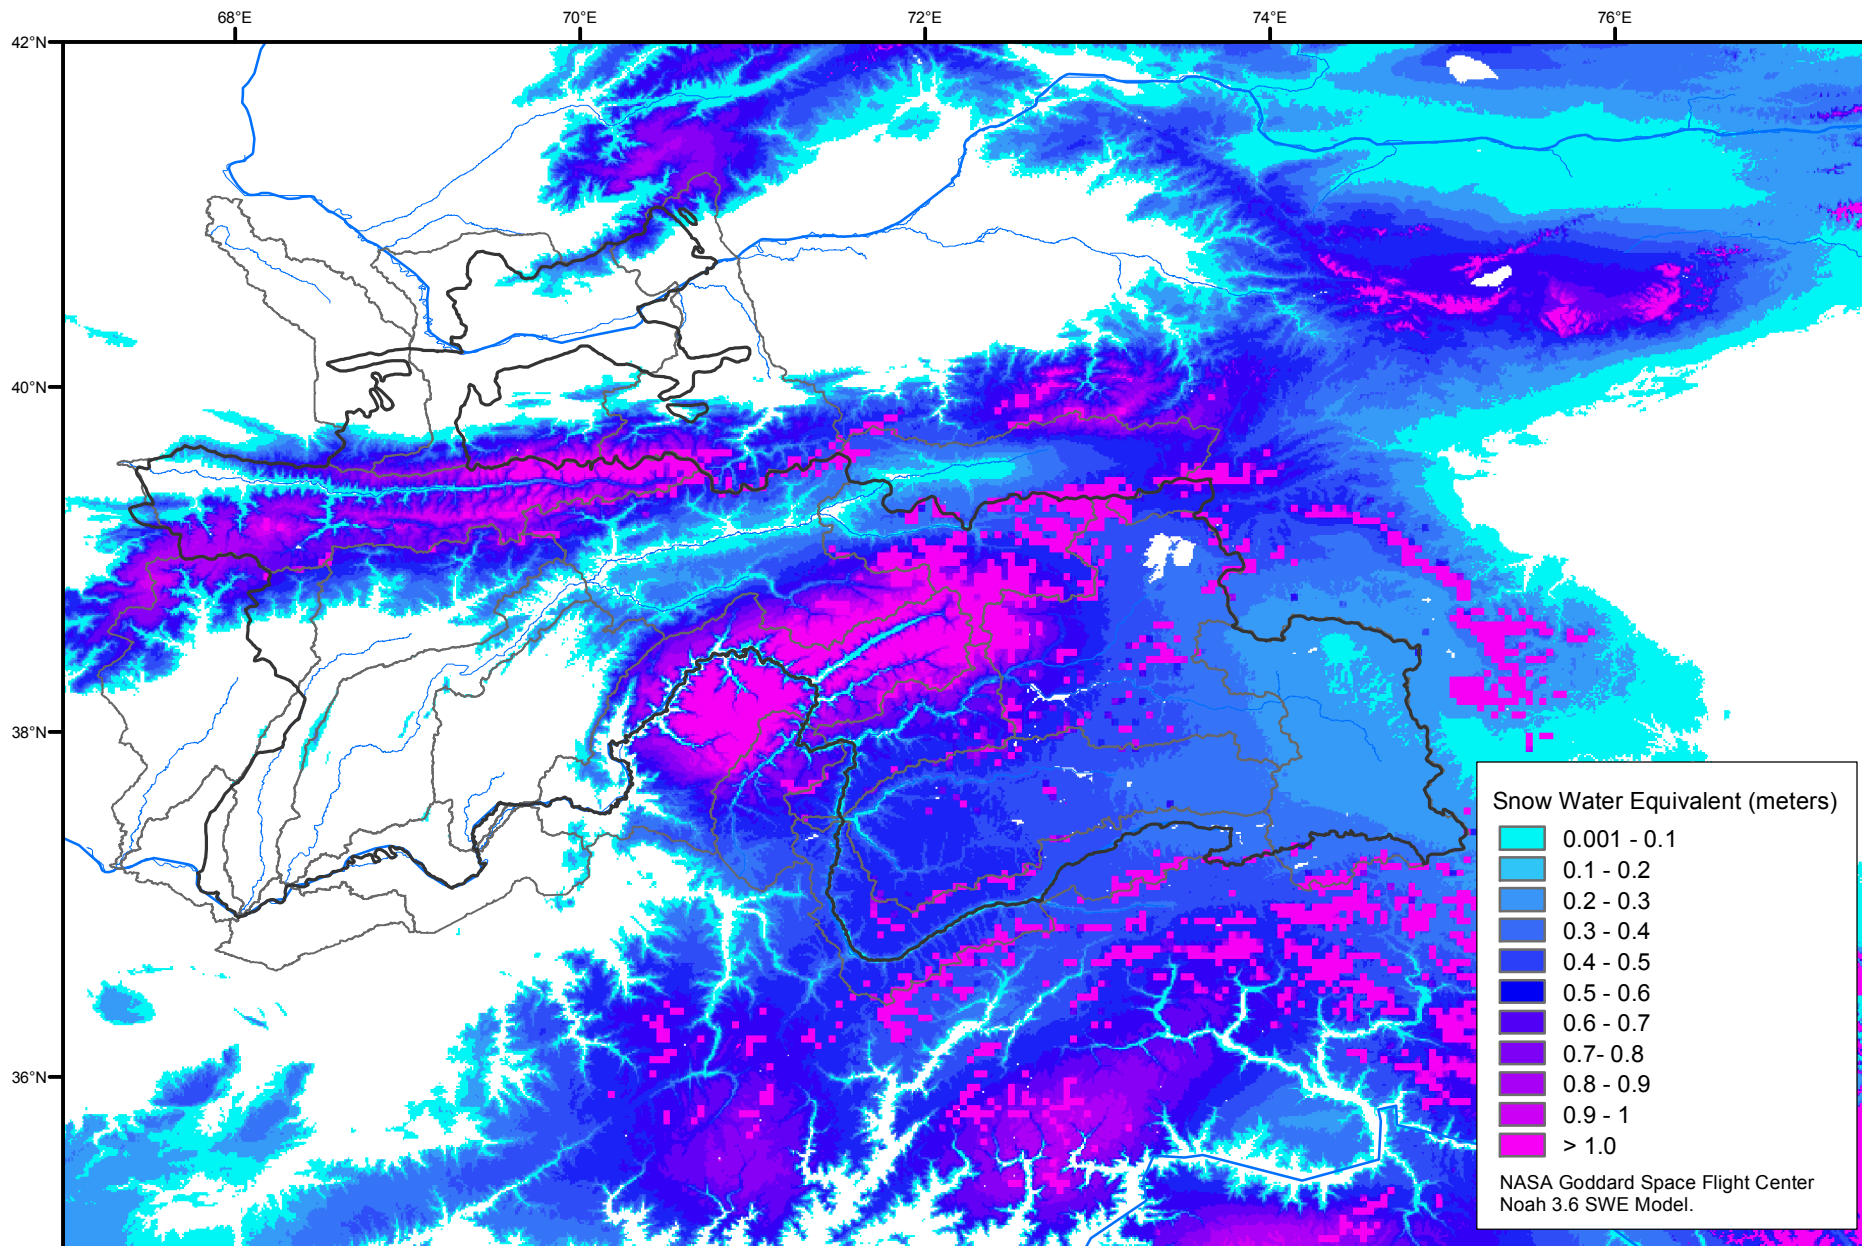 68°E
70°E
72°E
74°E
76°E
42°N
40°N
38°N
36°N
Snow Water Equivalent (meters)
0.001 - 0.1
0.1 - 0.2
0.2 - 0.3
0.3 - 0.4
0.4 - 0.5
0.5 - 0.6
0.6 - 0.7
0.7- 0.8
0.8 - 0.9
0.9 - 1
> 1.0
NASA Goddard Space Flight Center
Noah 3.6 SWE Model.